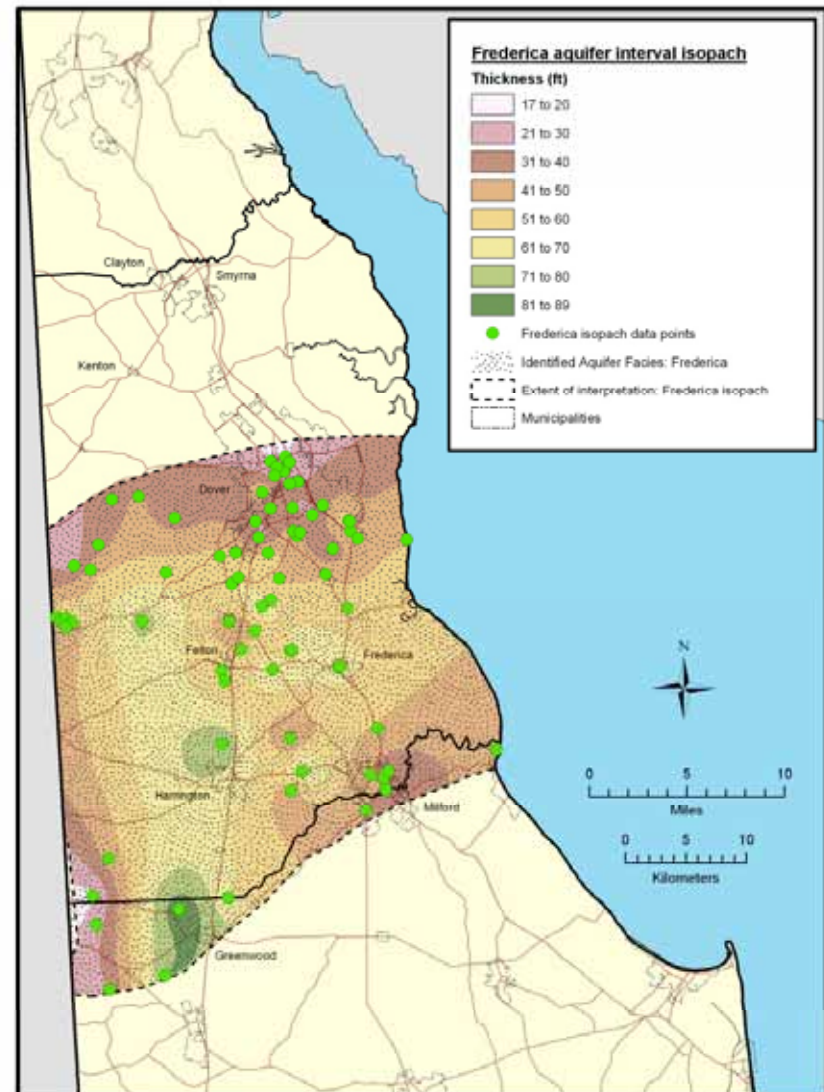 Frederica aquifer interval isopach
Thickness (ft)
17 to 20
21 to 30
31 to 40
41 to 50
51 to 60
61 to 70
71 to 80
81 to 89
Frederica isopach data points
Identified Aquifer Facies: Frederica
Extent of interpretation: Frederica isopach
Municipalities
Clayton
Smyrna
Kenton
Dover
Felton
Frederica
Harrington
Milford
Greenwood
N
0 5 10
Miles
0 5 10
Kilometers